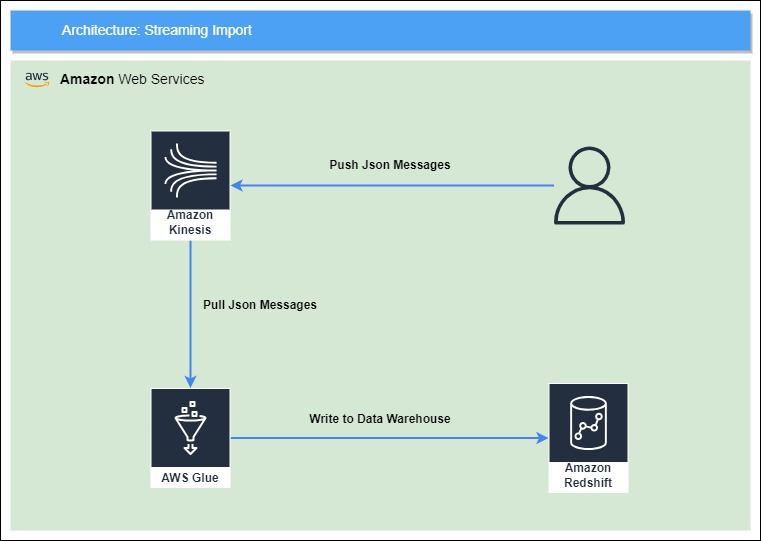 Architecture: Streaming Import
aws
Amazon Web Services
Push Json Messages
Amazon
Kinesis
Pull Json Messages
Write to Data Warehouse
AWS Glue
Amazon
Redshift